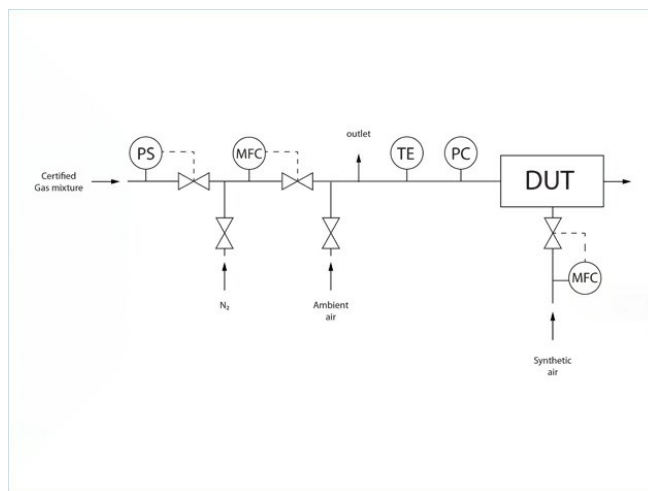 outlet
PS
MFC
TE
PC
DUT
Certified
Gas mixture
MFC
N₂
Ambient
air
Synthetic
air